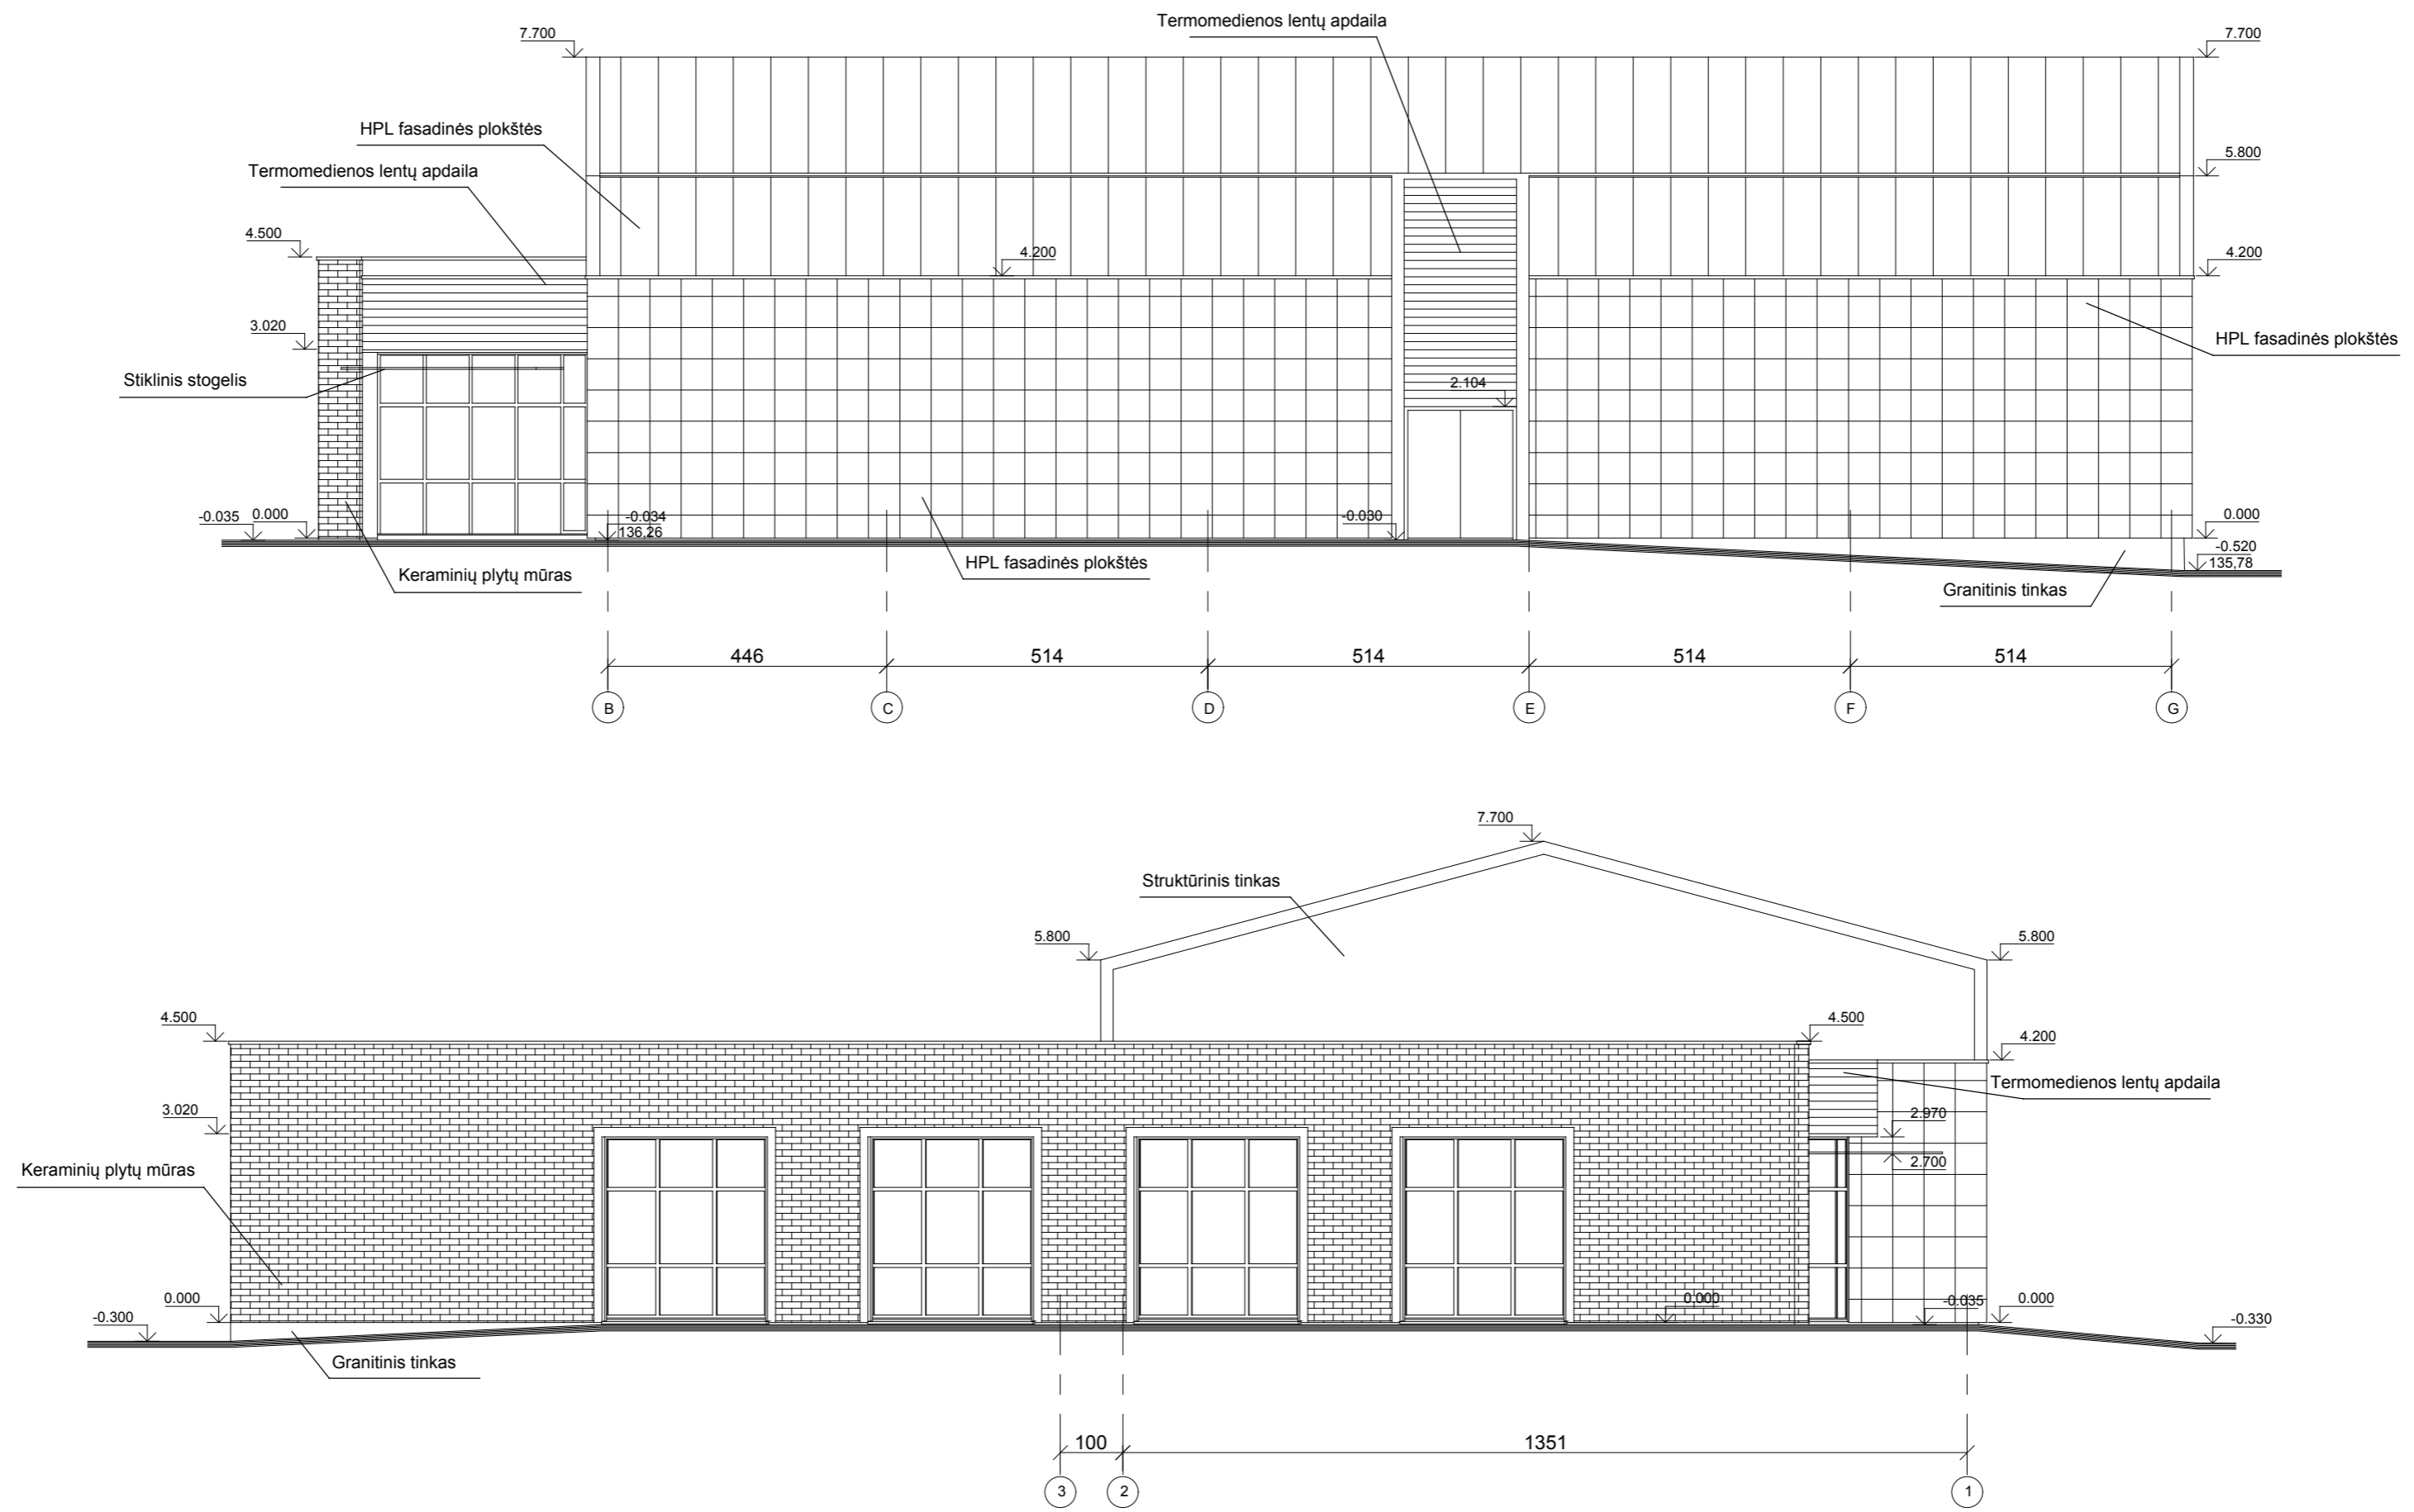 Termomedienos lentų apdaila
7.700
7.700
HPL fasadinės plokštės
5.800
Termomedienos lentų apdaila
4.500
4.200
4.200
3.020
HPL fasadinės plokštės
Stiklinis stogelis
2.104
-0.035
0.000
-0.034
136,26
-0.030
0.000
-0.520
135,78
Keraminių plytų mūras
HPL fasadinės plokštės
Granitinis tinkas
446
514
514
514
514
B
C
D
E
F
G
7.700
Struktūrinis tinkas
5.800
5.800
4.500
4.500
4.200
Termomedienos lentų apdaila
3.020
2.970
Keraminių plytų mūras
2.700
0.000
0.000
-0.035
0.000
-0.300
-0.330
Granitinis tinkas
100
1351
3
2
1